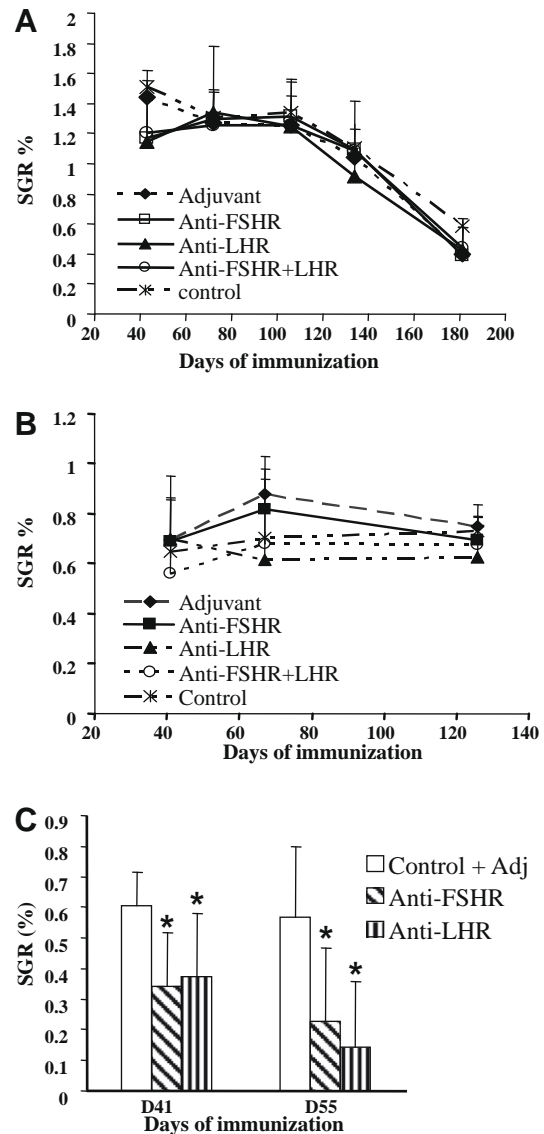 A
SGR %
2
1.8
1.6
1.4
1.2
1
0.8
0.6
0.4
0.2
0
Adjuvant
Anti-FSHR
Anti-LHR
Anti-FSHR+LHR
control
20 40 60 80 100 120 140 160 180 200
Days of immunization
B
SGR %
1.2
1
0.8
0.6
0.4
0.2
0
Adjuvant
Anti-FSHR
Anti-LHR
Anti-FSHR+LHR
Control
20 40 60 80 100 120 140
Days of immunization
C
SGR (%)
0.9
0.8
0.7
0.6
0.5
0.4
0.3
0.2
0.1
0
* *
* *
Control + Adj
Anti-FSHR
Anti-LHR
D41 D55
Days of immunization